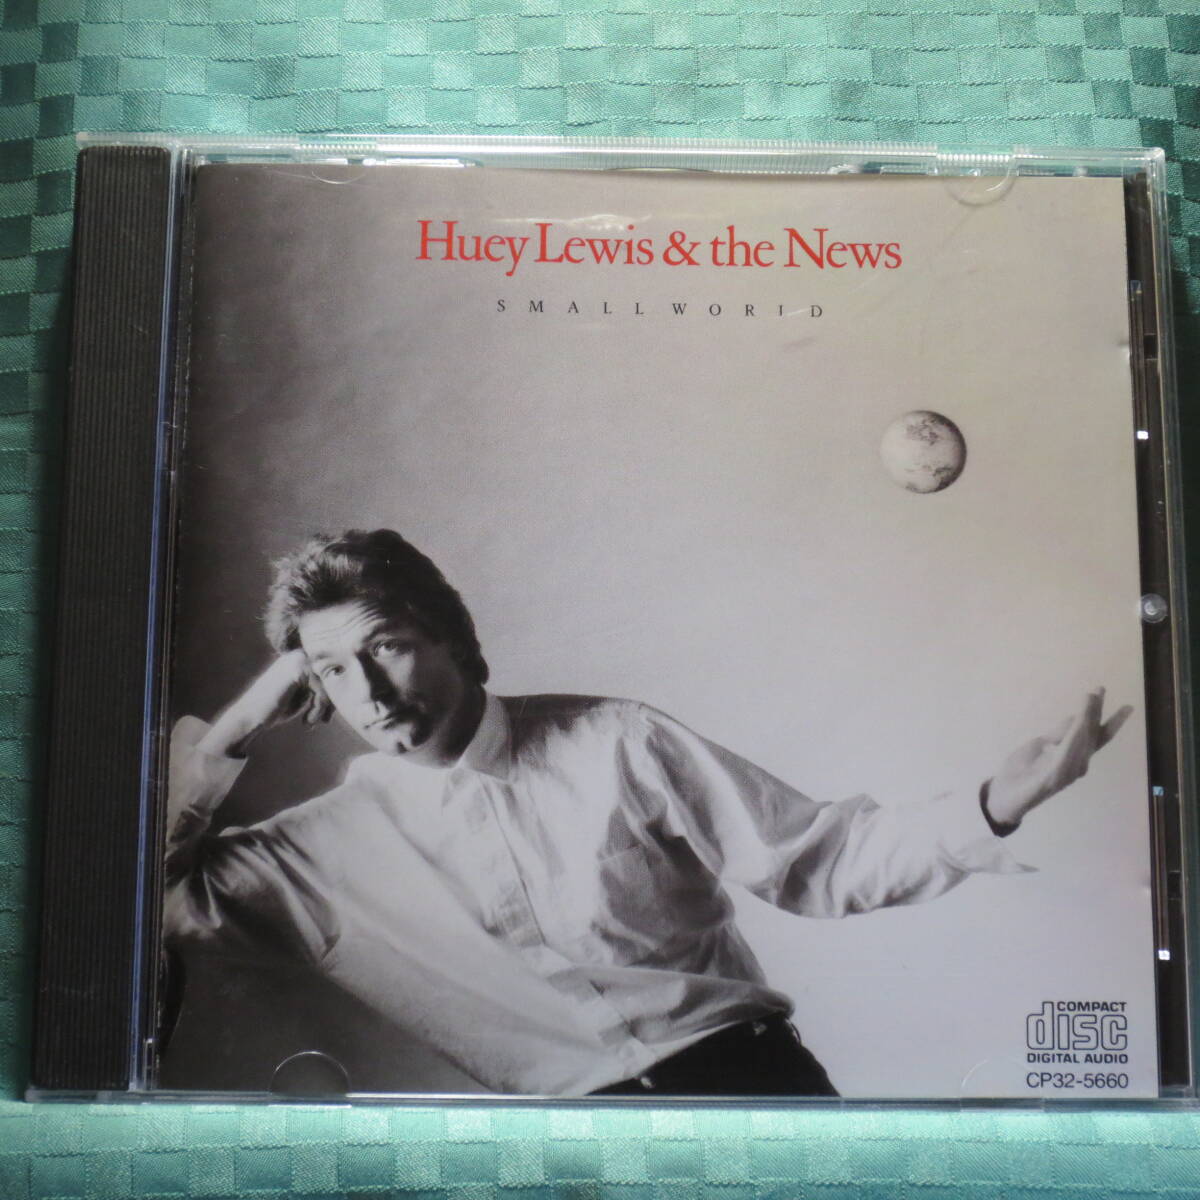 Huey Lewis & the News
SMALL WORLD
COMPACT
disc
DIGITAL AUDIO
CP32-5660